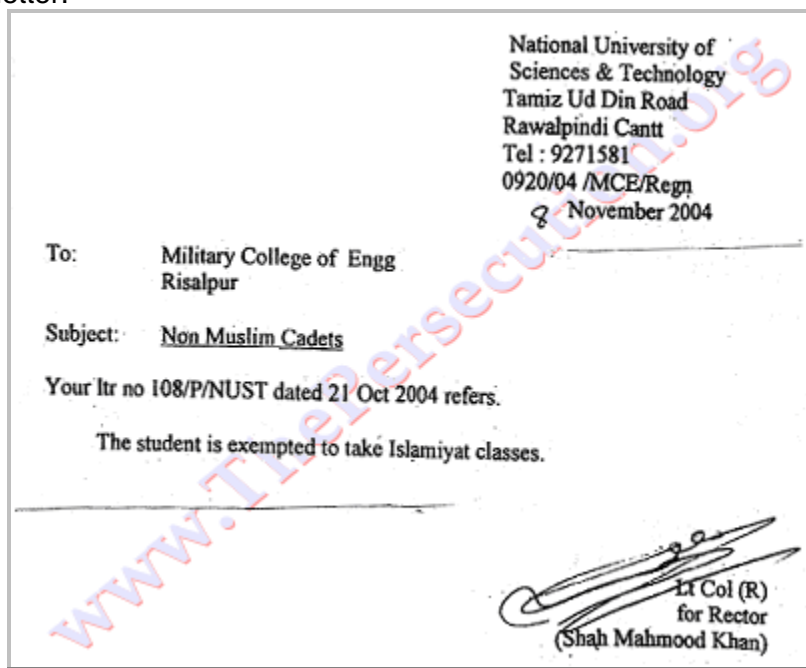 National University of
Sciences & Technology
Tamiz Ud Din Road
Rawalpindi Cantt
Tel : 9271581
0920/04 /MCE/Regn
8 November 2004
To: Military College of Engg
Risalpur
Subject: Non Muslim Cadets
Your ltr no 108/P/NUST dated 21 Oct 2004 refers.
The student is exempted to take Islamiyat classes.
Lt Col (R)
for Rector
(Shah Mahmood Khan)
www.ThePersecution.org